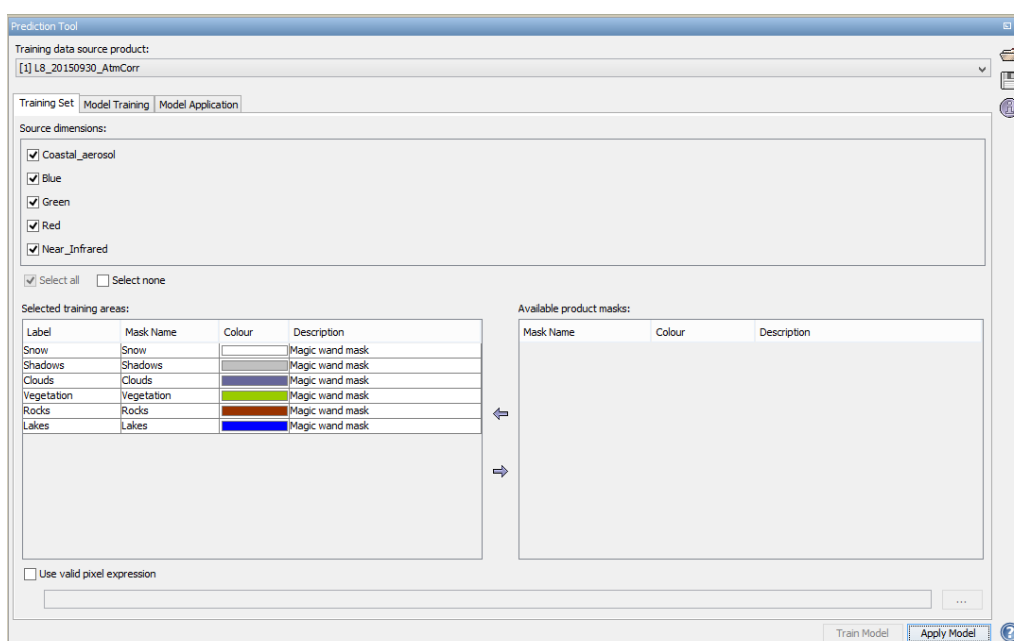 Prediction Tool
Training data source product:
[1] L8_20150930_AtmCorr
Training Set Model Training Model Application
Source dimensions:
Coastal_aerosol
Blue
Green
Red
Near_Infrared
Select all Select none
Selected training areas: Available product masks:
Label Mask Name Colour Description Mask Name Colour Description
Snow Snow Magic wand mask
Shadows Shadows Magic wand mask
Clouds Clouds Magic wand mask
Vegetation Vegetation Magic wand mask
Rocks Rocks Magic wand mask
Lakes Lakes Magic wand mask
Use valid pixel expression
...
Train Model Apply Model